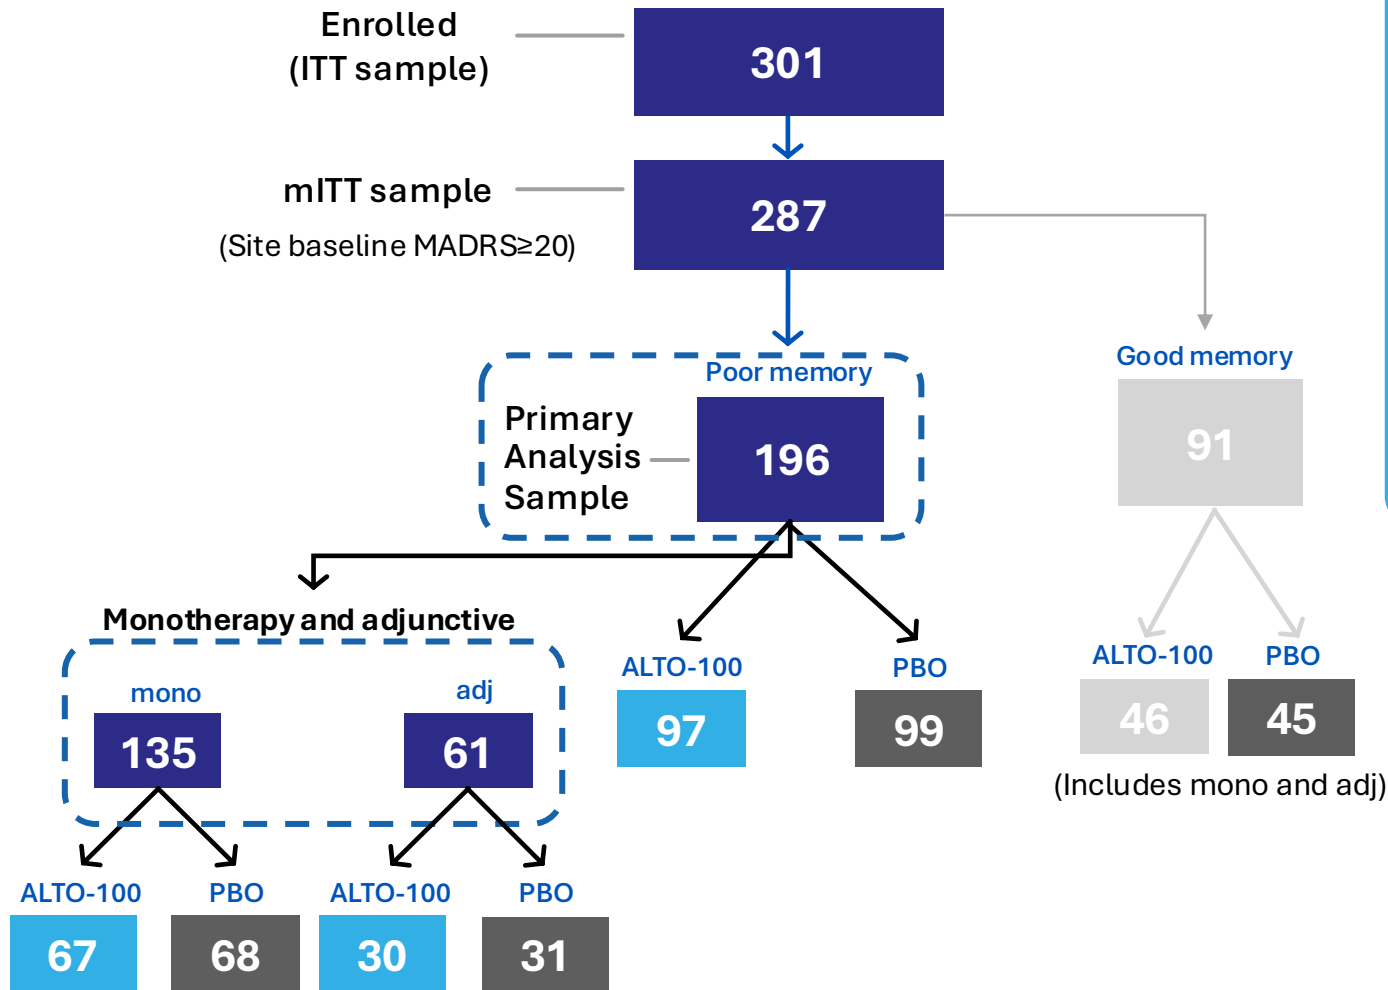 Enrolled
(ITT sample)
301
mITT sample
(Site baseline MADRS≥20)
287
Poor memory
Primary
Analysis
Sample
196
Good memory
91
Monotherapy and adjunctive
mono
135
adj
61
ALTO-100
97
PBO
99
ALTO-100
46
PBO
45
(Includes mono and adj)
ALTO-100
67
PBO
68
ALTO-100
30
PBO
31